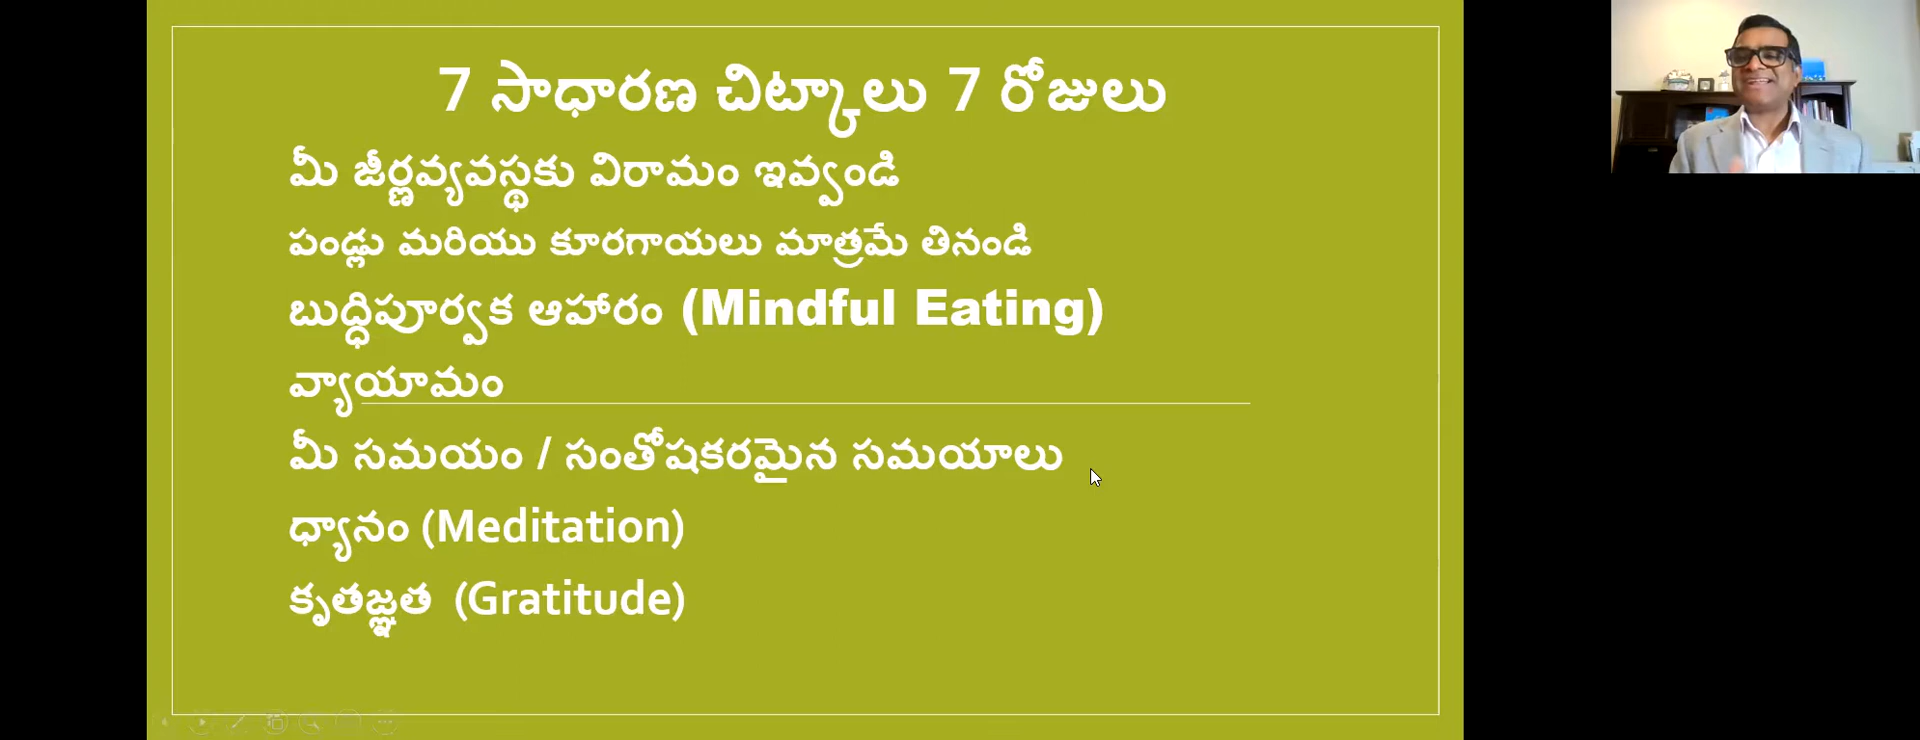 7 సాధారణ చిట్కాలు 7 రోజులు
మీ జీర్ణవ్యవస్థకు విరామం ఇవ్వండి
పండ్లు మరియు కూరగాయలు మాత్రమే తినండి
బుద్ధిపూర్వక ఆహారం (Mindful Eating)
వ్యాయామం
మీ సమయం / సంతోషకరమైన సమయాలు
ధ్యానం (Meditation)
కృతజ్ఞత (Gratitude)